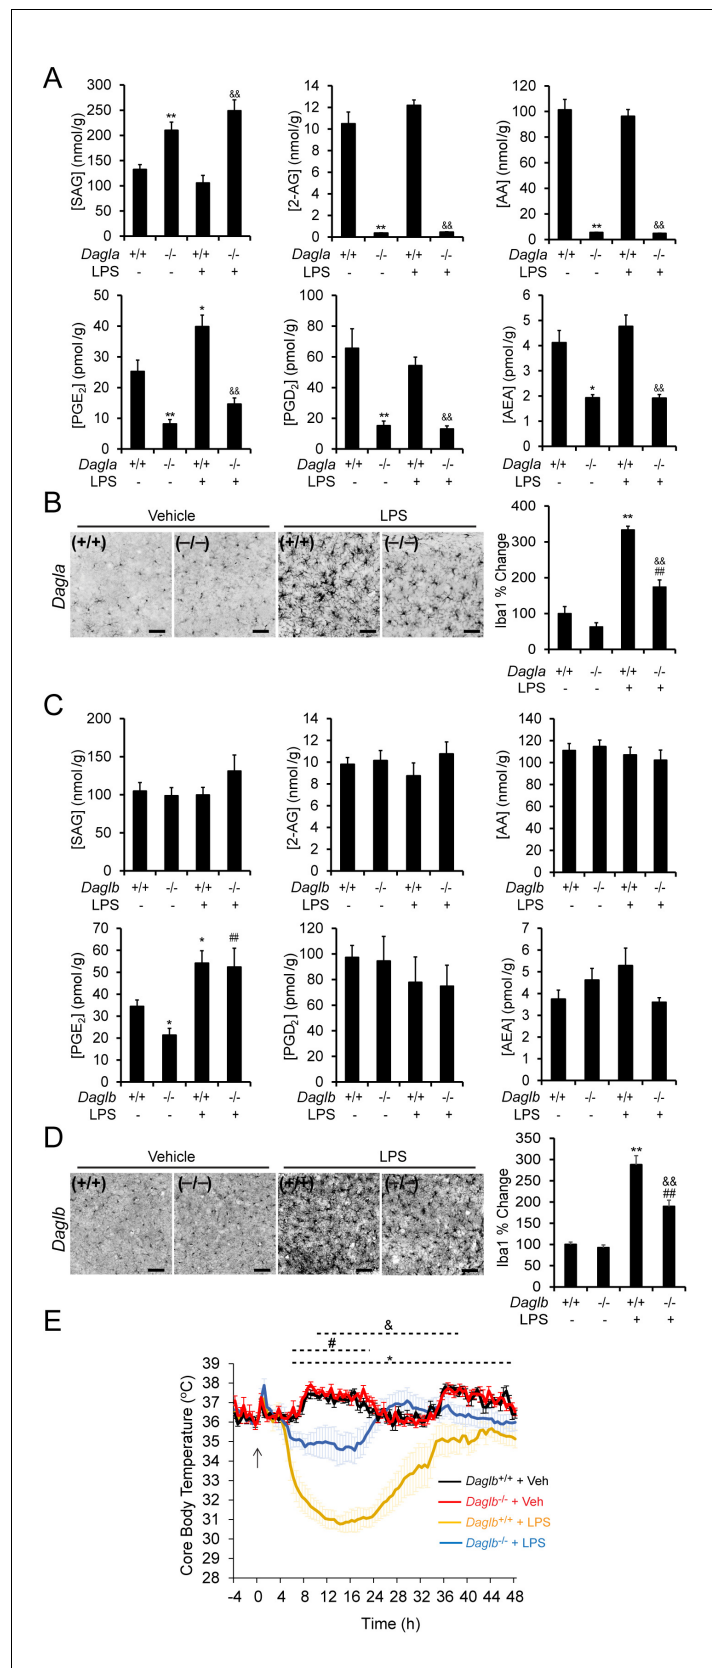 A
[SAG] (nmol/g)
300
250
200
150
100
50
0
**
&&
Dagla +/+ -/- +/+ -/-
LPS - - + +
[2-AG] (nmol/g)
14
12
10
8
6
4
2
0
**
&&
+/+ -/- +/+ -/-
- - + +
[AA] (nmol/g)
120
100
80
60
40
20
0
**
&&
+/+ -/- +/+ -/-
- - + +
[PGE2] (pmol/g)
50
40
30
20
10
0
**
*
&&
Dagla +/+ -/- +/+ -/-
LPS - - + +
[PGD2] (pmol/g)
100
80
60
40
20
0
**
&&
+/+ -/- +/+ -/-
- - + +
[AEA] (pmol/g)
6
5
4
3
2
1
0
*
&&
+/+ -/- +/+ -/-
- - + +
B
Vehicle LPS
Dagla
(+/+) (−/−) (+/+) (−/−)
Iba1 % Change
400
300
200
100
0
**
&&
##
Dagla +/+ -/- +/+ -/-
LPS - - + +
C
[SAG] (nmol/g)
200
150
100
50
0
Daglb +/+ -/- +/+ -/-
LPS - - + +
[2-AG] (nmol/g)
14
12
10
8
6
4
2
0
+/+ -/- +/+ -/-
- - + +
[AA] (nmol/g)
140
120
100
80
60
40
20
0
+/+ -/- +/+ -/-
- - + +
[PGE2] (pmol/g)
70
60
50
40
30
20
10
0
*
*
##
Daglb +/+ -/- +/+ -/-
LPS - - + +
[PGD2] (pmol/g)
120
100
80
60
40
20
0
+/+ -/- +/+ -/-
- - + +
[AEA] (pmol/g)
7
6
5
4
3
2
1
0
+/+ -/- +/+ -/-
- - + +
D
Vehicle LPS
Daglb
(+/+) (−/−) (+/+) (−/−)
Iba1 % Change
350
300
250
200
150
100
50
0
**
&&
##
Daglb +/+ -/- +/+ -/-
LPS - - + +
E
&
#
*
Core Body Temperature (°C)
39
38
37
36
35
34
33
32
31
30
29
28
Daglb+/+ + Veh
Daglb-/- + Veh
Daglb+/+ + LPS
Daglb-/- + LPS
-4 0 4 8 12 16 20 24 28 32 36 40 44 48
Time (h)